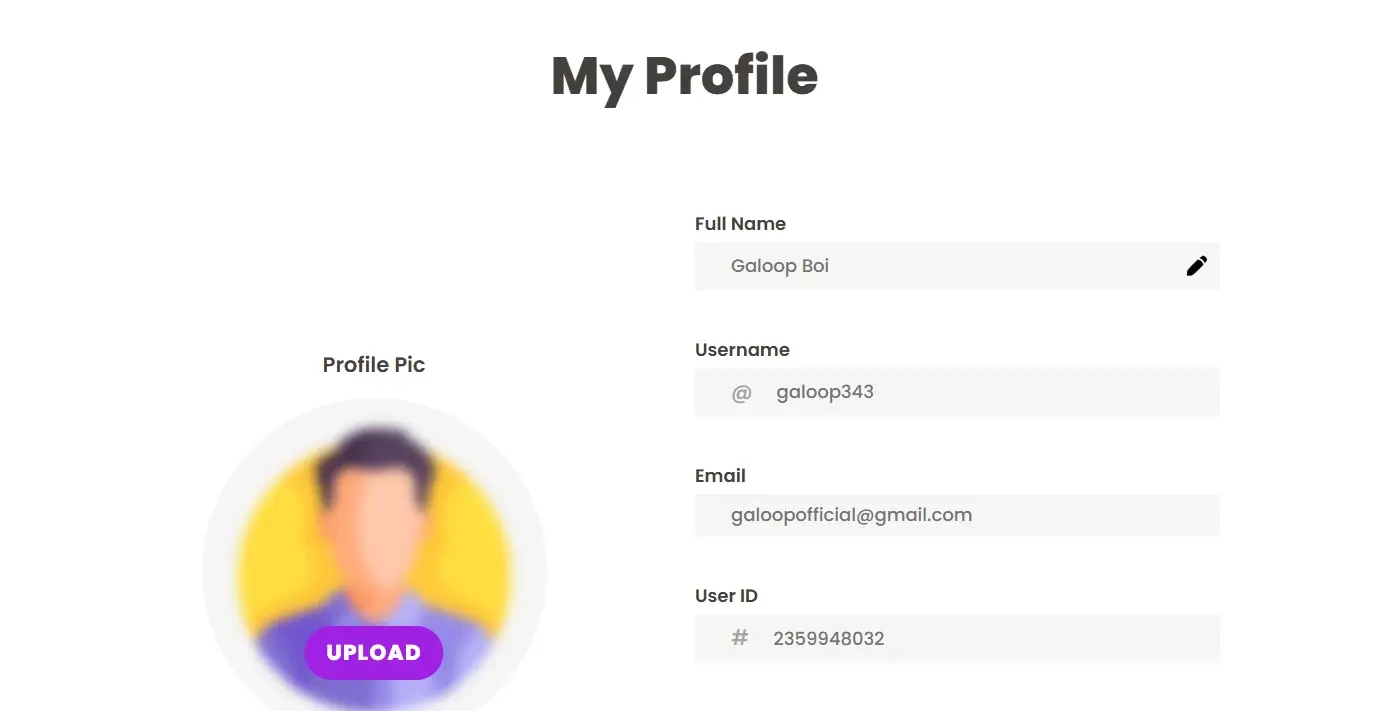 My Profile
Full Name
Galoop Boi
Username
@ galoop343
Profile Pic
Email
galoopofficial@gmail.com
User ID
# 2359948032
UPLOAD